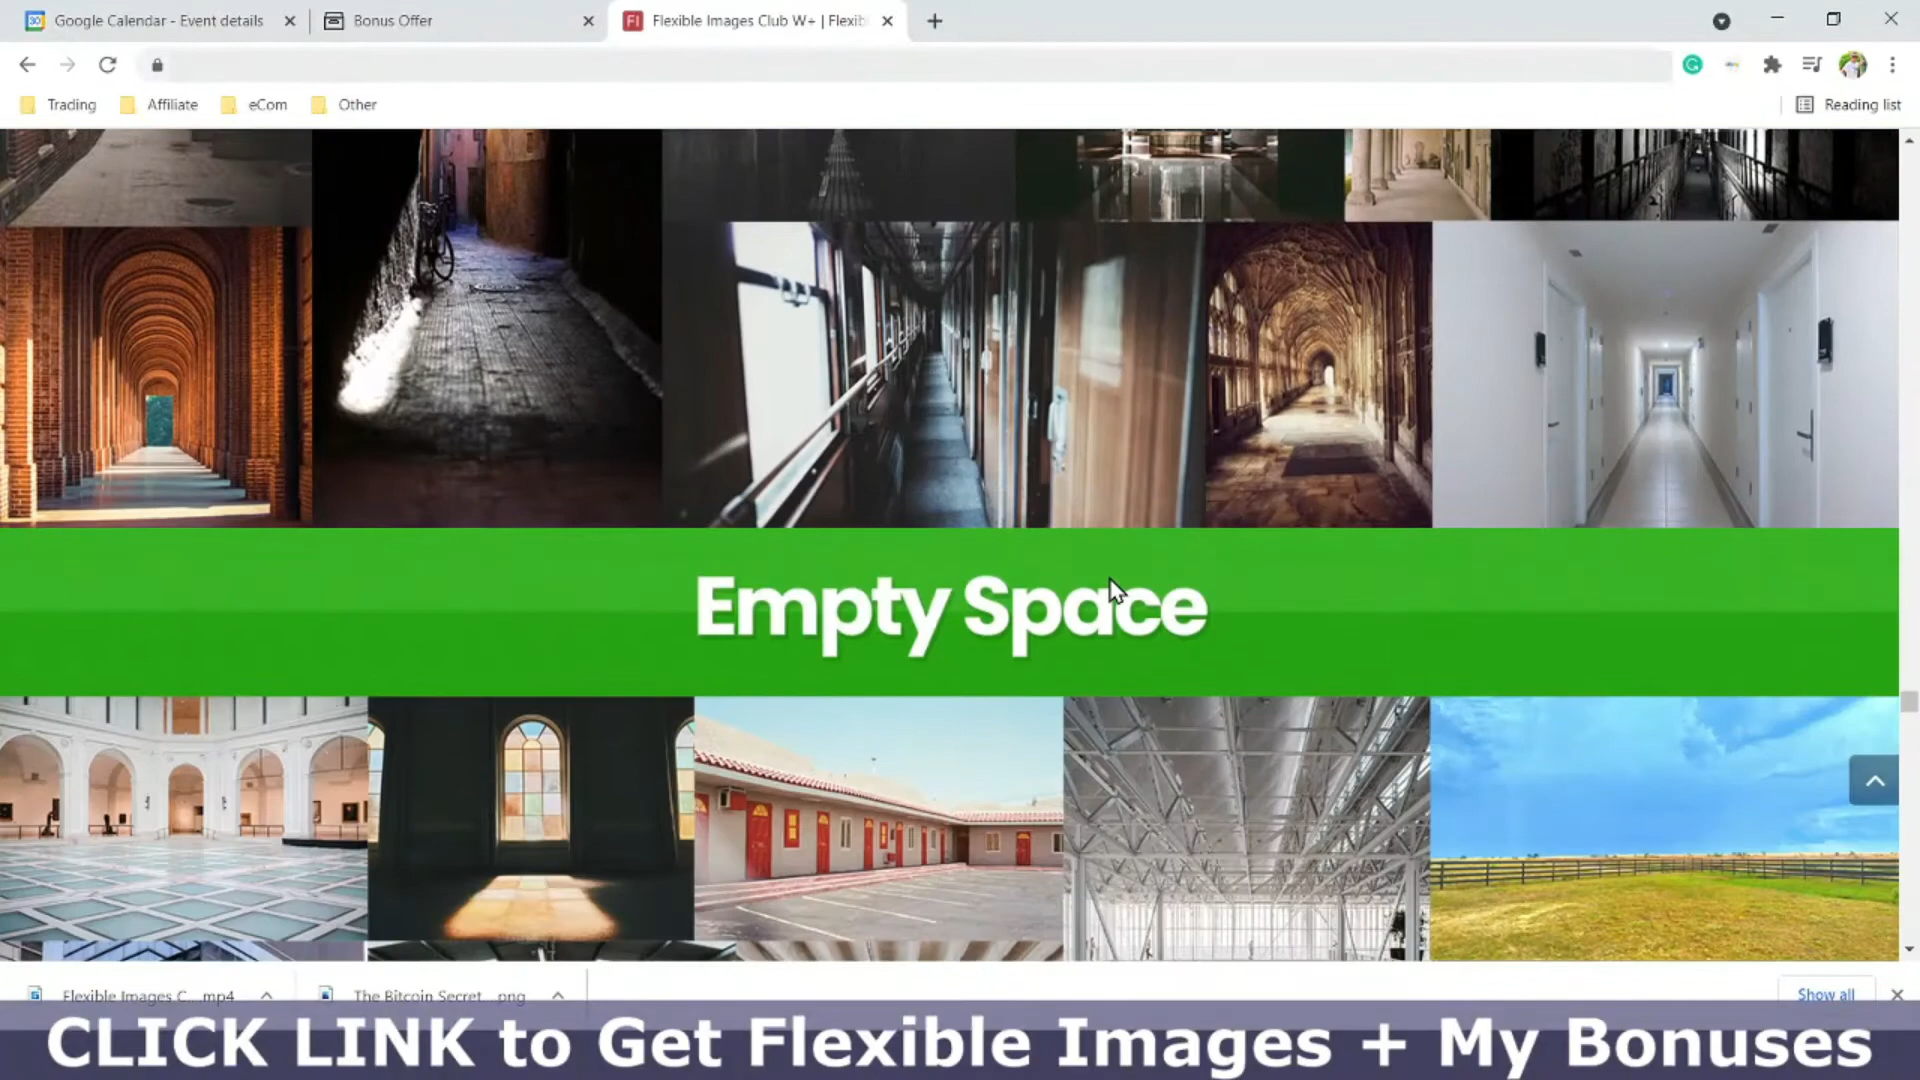 Google Calendar - Event details
Bonus Offer
Flexible Images Club W+ | Flexib
Trading
Affiliate
eCom
Other
Reading list
Empty Space
Flexible Images C....mp4
The Bitcoin Secret....png
Show all
CLICK LINK to Get Flexible Images + My Bonuses